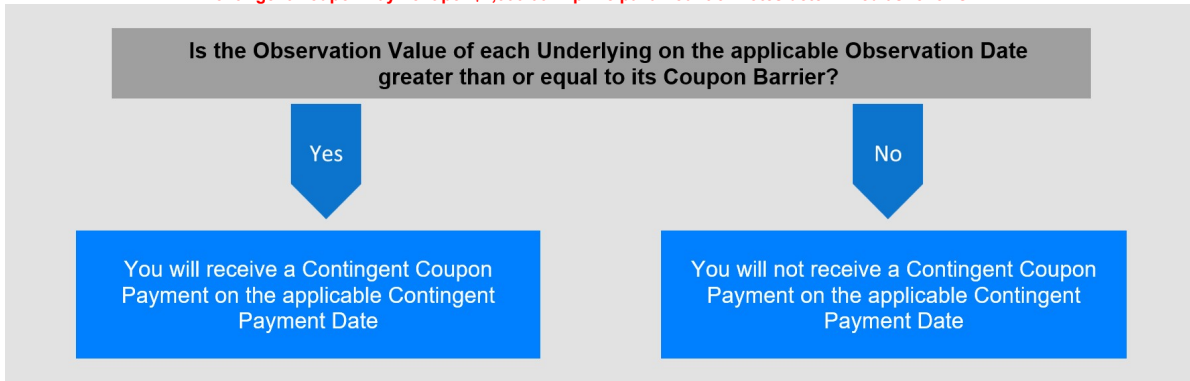 Is the Observation Value of each Underlying on the applicable Observation Date
greater than or equal to its Coupon Barrier?
Yes
No
You will receive a Contingent Coupon
Payment on the applicable Contingent
Payment Date
You will not receive a Contingent Coupon
Payment on the applicable Contingent
Payment Date